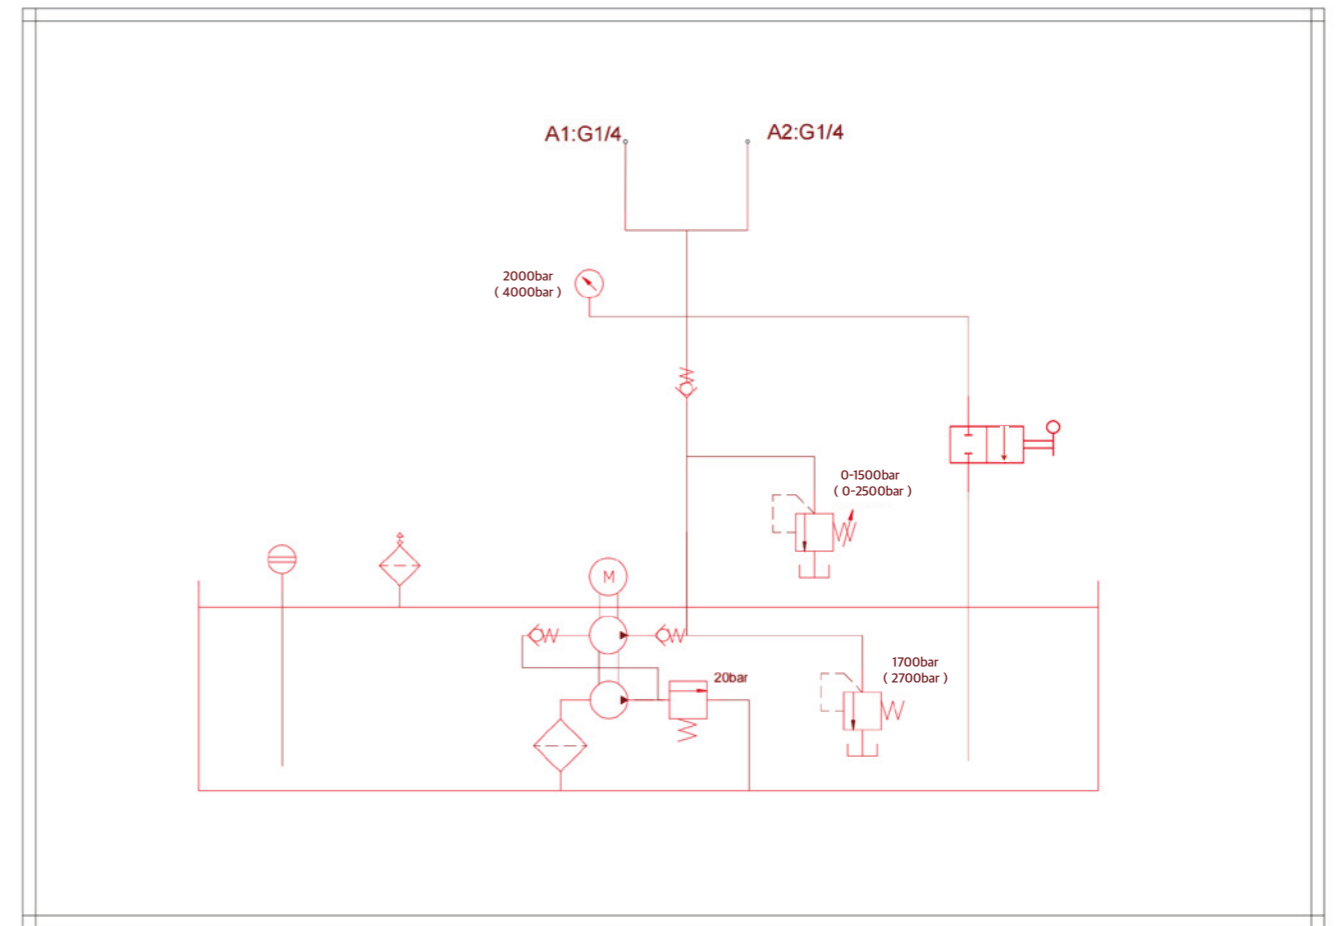 A1:G1/4
A2:G1/4
2000bar
( 4000bar )
0-1500bar
( 0-2500bar )
M
1700bar
( 2700bar )
20bar